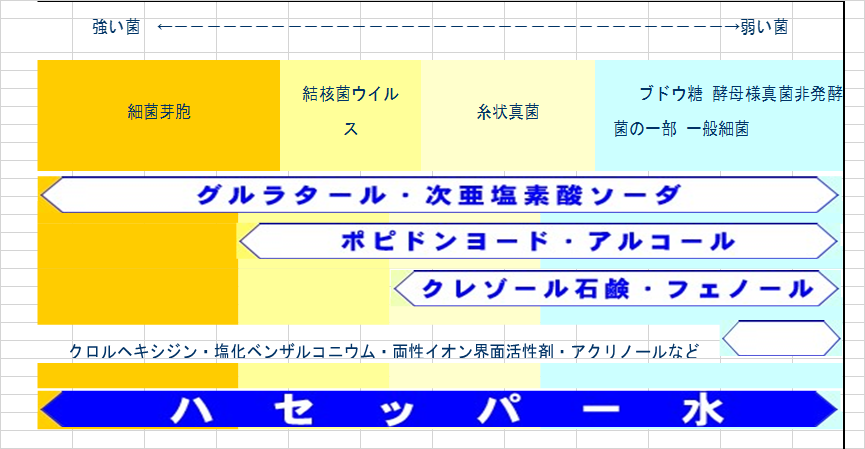 強い菌 ←－－－－－－－－－－－－－－－－－－－－－－－－－－－－－→弱い菌
細菌芽胞
結核菌ウイル
ス
糸状真菌
ブドウ糖 酵母様真菌非発酵
菌の一部 一般細菌
グルラタール・次亜塩素酸ソーダ
ポピドンヨード・アルコール
クレゾール石鹸・フェノール
クロルヘキシジン・塩化ベンザルコニウム・両性イオン界面活性剤・アクリノールなど
ハセッパー水